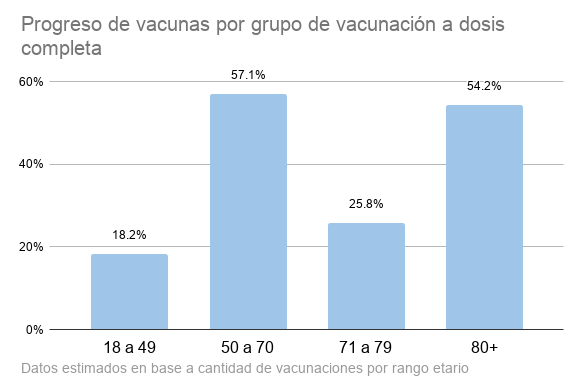 Progreso de vacunas por grupo de vacunación a dosis
completa
60%
57.1%
54.2%
40%
25.8%
20%
18.2%
0%
18 a 49 50 a 70 71 a 79 80+
Datos estimados en base a cantidad de vacunaciones por rango etario